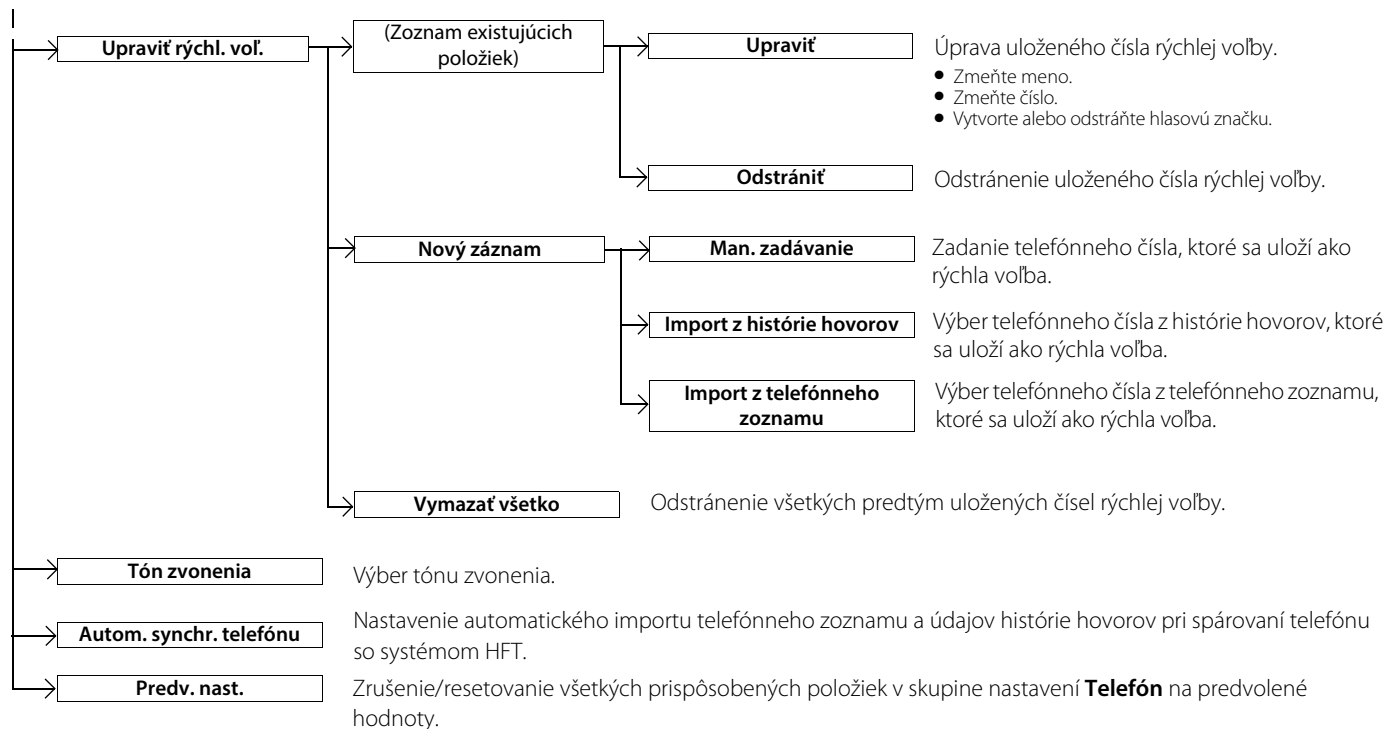 Upraviť rýchl. voľ.
(Zoznam existujúcich
položiek)
Upraviť
Úprava uloženého čísla rýchlej voľby.
● Zmeňte meno.
● Zmeňte číslo.
● Vytvorte alebo odstráňte hlasovú značku.
Odstrániť
Odstránenie uloženého čísla rýchlej voľby.
Nový záznam
Man. zadávanie
Zadanie telefónneho čísla, ktoré sa uloží ako
rýchla voľba.
Import z histórie hovorov
Výber telefónneho čísla z histórie hovorov, ktoré
sa uloží ako rýchla voľba.
Import z telefónneho
zoznamu
Výber telefónneho čísla z telefónneho zoznamu,
ktoré sa uloží ako rýchla voľba.
Vymazať všetko
Odstránenie všetkých predtým uložených čísel rýchlej voľby.
Tón zvonenia
Výber tónu zvonenia.
Autom. synchr. telefónu
Nastavenie automatického importu telefónneho zoznamu a údajov histórie hovorov pri spárovaní telefónu
so systémom HFT.
Predv. nast.
Zrušenie/resetovanie všetkých prispôsobených položiek v skupine nastavení Telefón na predvolené
hodnoty.